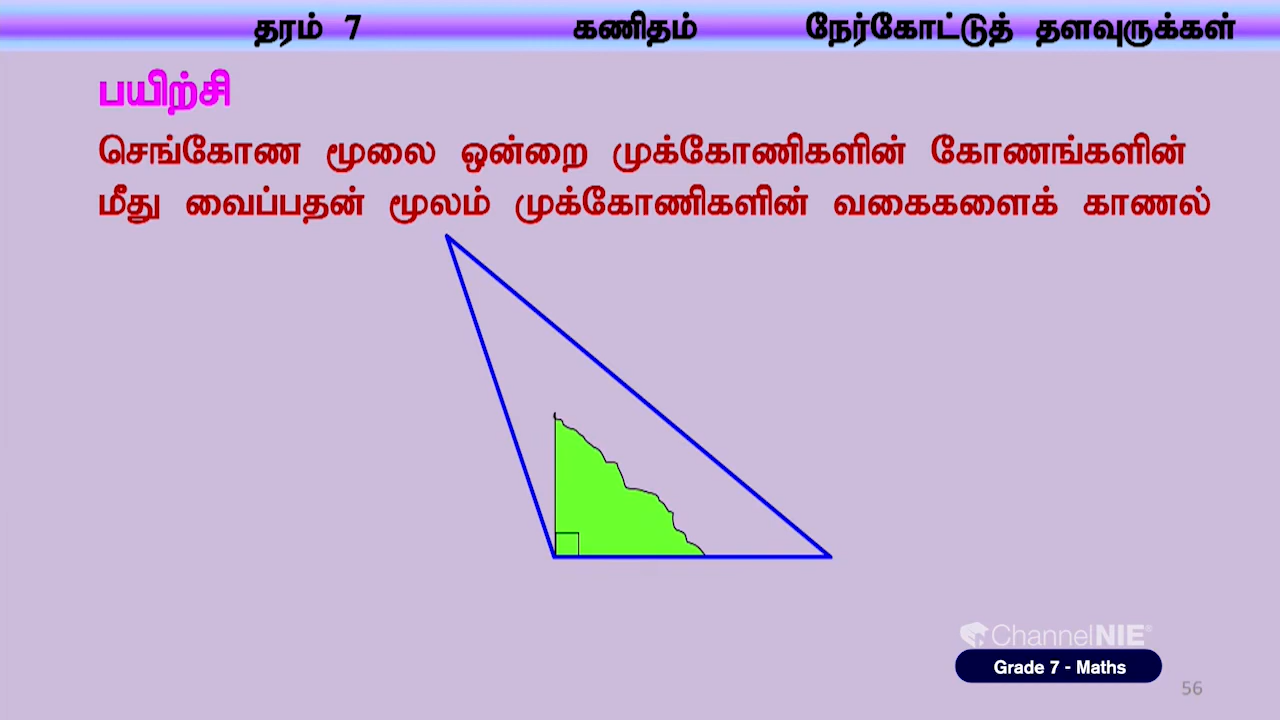 தரம் 7 கணிதம் நேர்கோட்டுத் தளவுருக்கள்
பயிற்சி
செங்கோண மூலை ஒன்றை முக்கோணிகளின் கோணங்களின்
மீது வைப்பதன் மூலம் முக்கோணிகளின் வகைகளைக் காணல்
ChannelNIE
Grade 7 - Maths
56